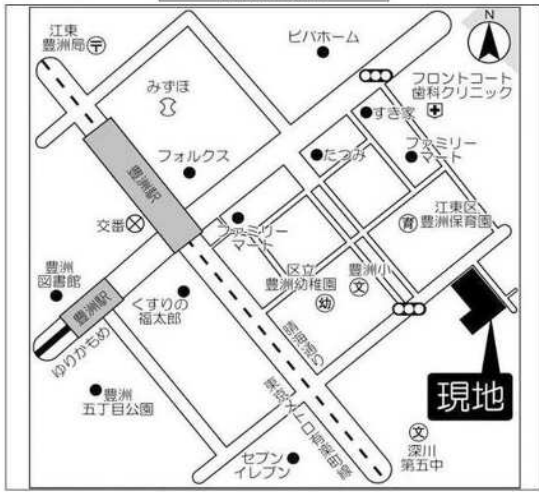 江東
豊洲局
〒
みずほ
ビバホーム
N
フロントコート
歯科クリニック
すき家
たつみ
ファミリー
マート
フォルクス
豊洲駅
交番
ファミリー
マート
江東区
育
豊洲保育園
豊洲
図書館
豊洲駅
ゆりかもめ
くすりの
福太郎
区立
豊洲幼稚園
幼
豊洲小
文
晴海通り
東京メトロ有楽町線
現地
豊洲
五丁目公園
セブン
イレブン
文
深川
第五中